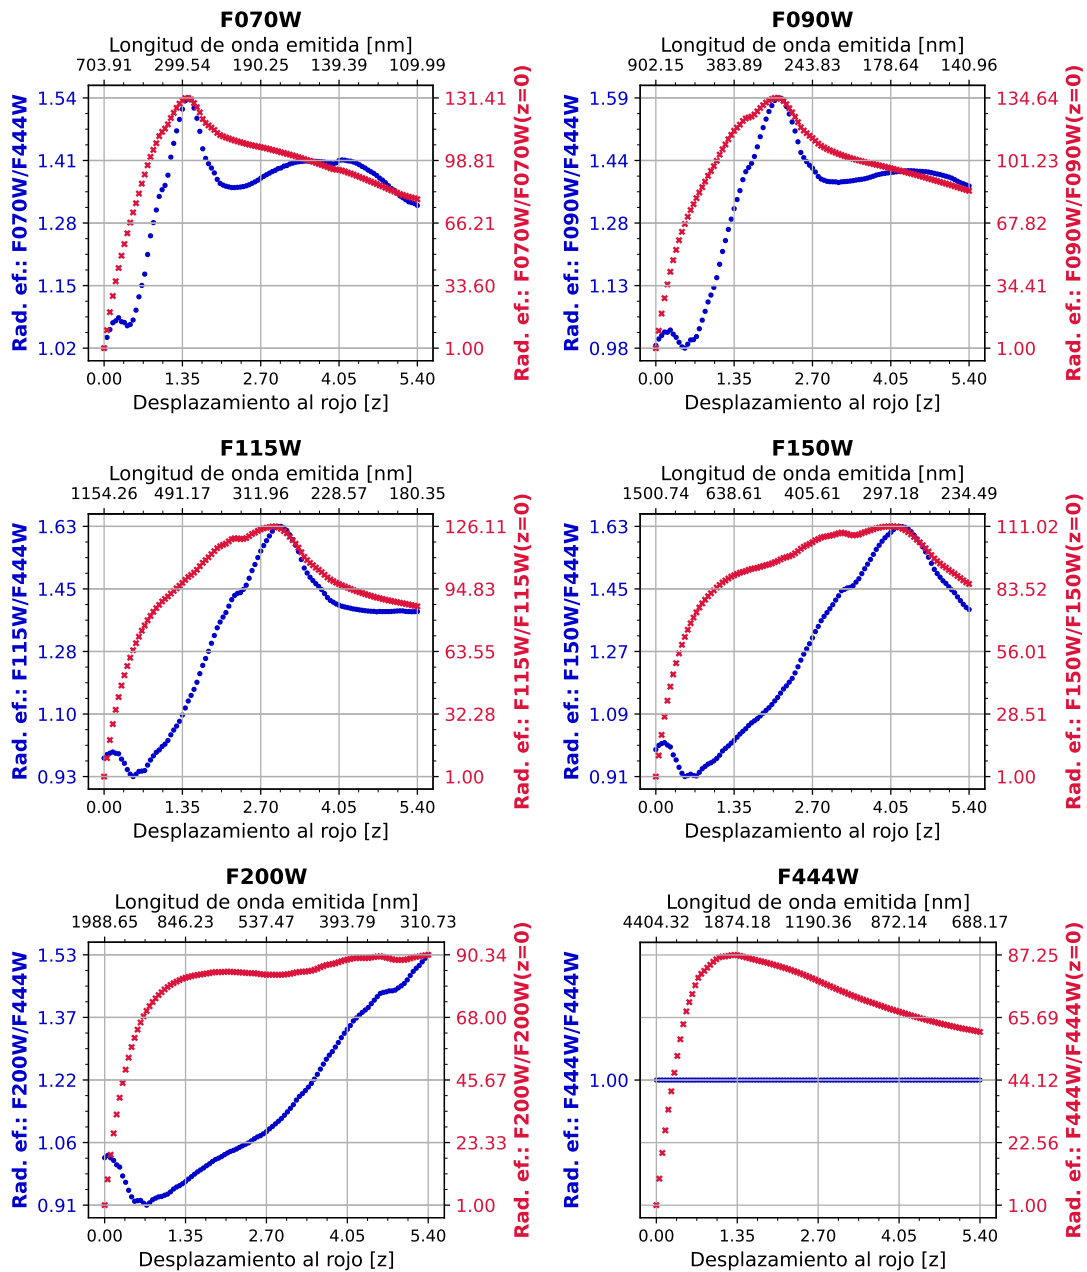 F070W
Longitud de onda emitida [nm]
703.91 299.54 190.25 139.39 109.99
Rad. ef.: F070W/F444W
1.54
1.41
1.28
1.15
1.02
131.41
98.81
66.21
33.60
1.00
Rad. ef.: F070W/F070W(z=0)
0.00 1.35 2.70 4.05 5.40
Desplazamiento al rojo [z]
F090W
Longitud de onda emitida [nm]
902.15 383.89 243.83 178.64 140.96
Rad. ef.: F090W/F444W
1.59
1.44
1.28
1.13
0.98
134.64
101.23
67.82
34.41
1.00
Rad. ef.: F090W/F090W(z=0)
0.00 1.35 2.70 4.05 5.40
Desplazamiento al rojo [z]
F115W
Longitud de onda emitida [nm]
1154.26 491.17 311.96 228.57 180.35
Rad. ef.: F115W/F444W
1.63
1.45
1.28
1.10
0.93
126.11
94.83
63.55
32.28
1.00
Rad. ef.: F115W/F115W(z=0)
0.00 1.35 2.70 4.05 5.40
Desplazamiento al rojo [z]
F150W
Longitud de onda emitida [nm]
1500.74 638.61 405.61 297.18 234.49
Rad. ef.: F150W/F444W
1.63
1.45
1.27
1.09
0.91
111.02
83.52
56.01
28.51
1.00
Rad. ef.: F150W/F150W(z=0)
0.00 1.35 2.70 4.05 5.40
Desplazamiento al rojo [z]
F200W
Longitud de onda emitida [nm]
1988.65 846.23 537.47 393.79 310.73
Rad. ef.: F200W/F444W
1.53
1.37
1.22
1.06
0.91
90.34
68.00
45.67
23.33
1.00
Rad. ef.: F200W/F200W(z=0)
0.00 1.35 2.70 4.05 5.40
Desplazamiento al rojo [z]
F444W
Longitud de onda emitida [nm]
4404.32 1874.18 1190.36 872.14 688.17
Rad. ef.: F444W/F444W
1.00
87.25
65.69
44.12
22.56
1.00
Rad. ef.: F444W/F444W(z=0)
0.00 1.35 2.70 4.05 5.40
Desplazamiento al rojo [z]